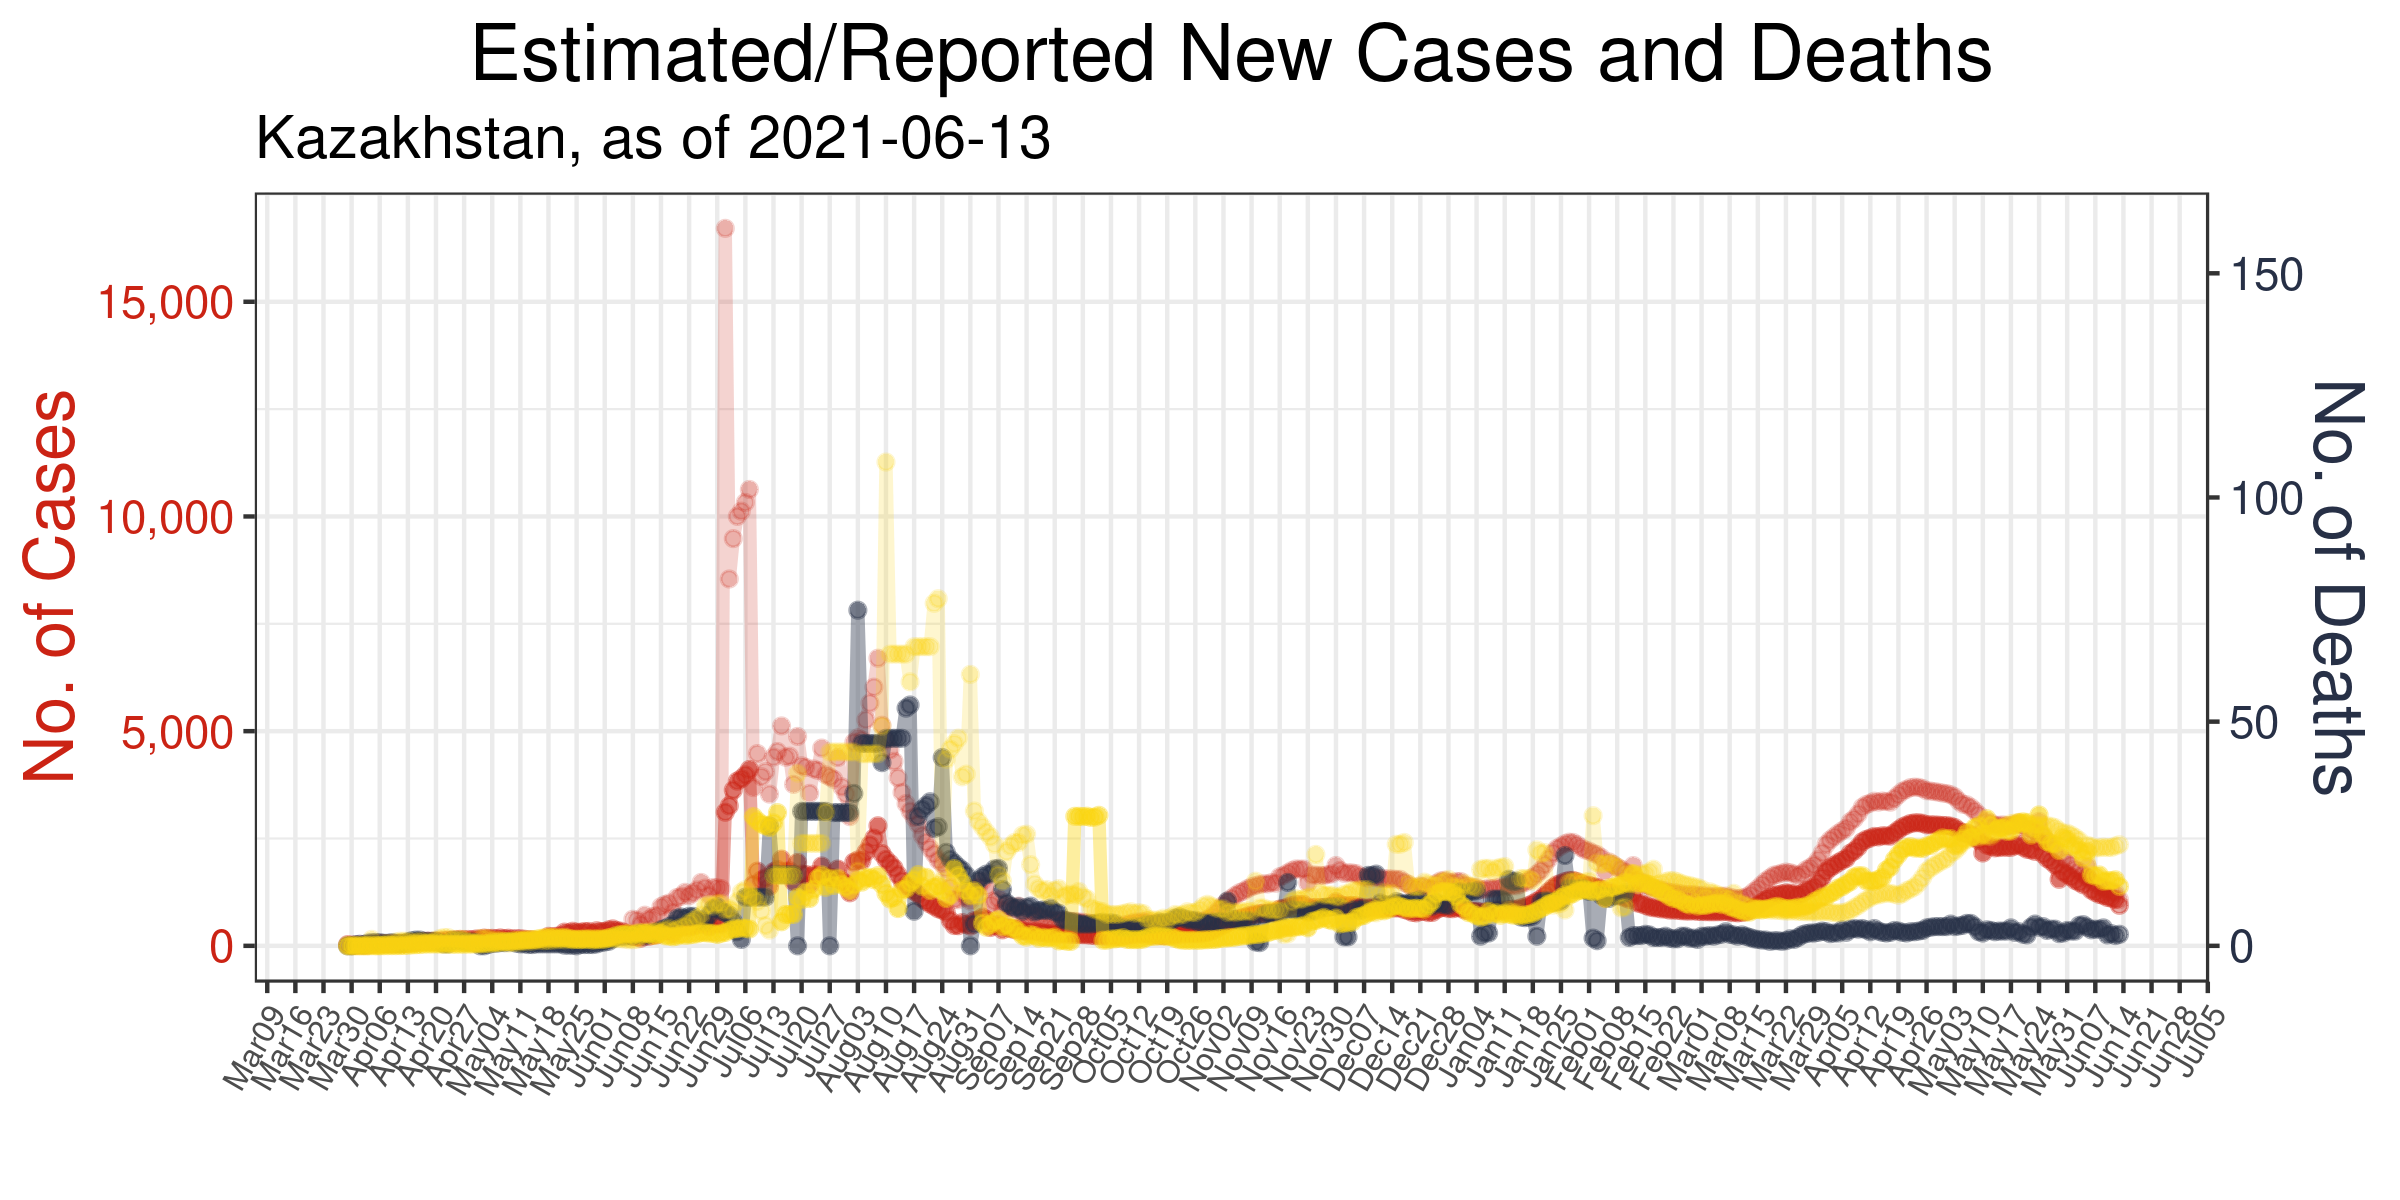 Estimated/Reported New Cases and Deaths
Kazakhstan, as of 2021-06-13
No. of Cases
15,000
10,000
5,000
0
150
100
50
0
No. of Deaths
Mar09
Mar16
Mar23
Mar30
Apr06
Apr13
Apr20
Apr27
May04
May11
May18
May25
Jun01
Jun08
Jun15
Jun22
Jun29
Jul06
Jul13
Jul20
Jul27
Aug03
Aug10
Aug17
Aug24
Aug31
Sep07
Sep14
Sep21
Sep28
Oct05
Oct12
Oct19
Oct26
Nov02
Nov09
Nov16
Nov23
Nov30
Dec07
Dec14
Dec21
Dec28
Jan04
Jan11
Jan18
Jan25
Feb01
Feb08
Feb15
Feb22
Mar01
Mar08
Mar15
Mar22
Mar29
Apr05
Apr12
Apr19
Apr26
May03
May10
May17
May24
May31
Jun07
Jun14
Jun21
Jun28
Jul05